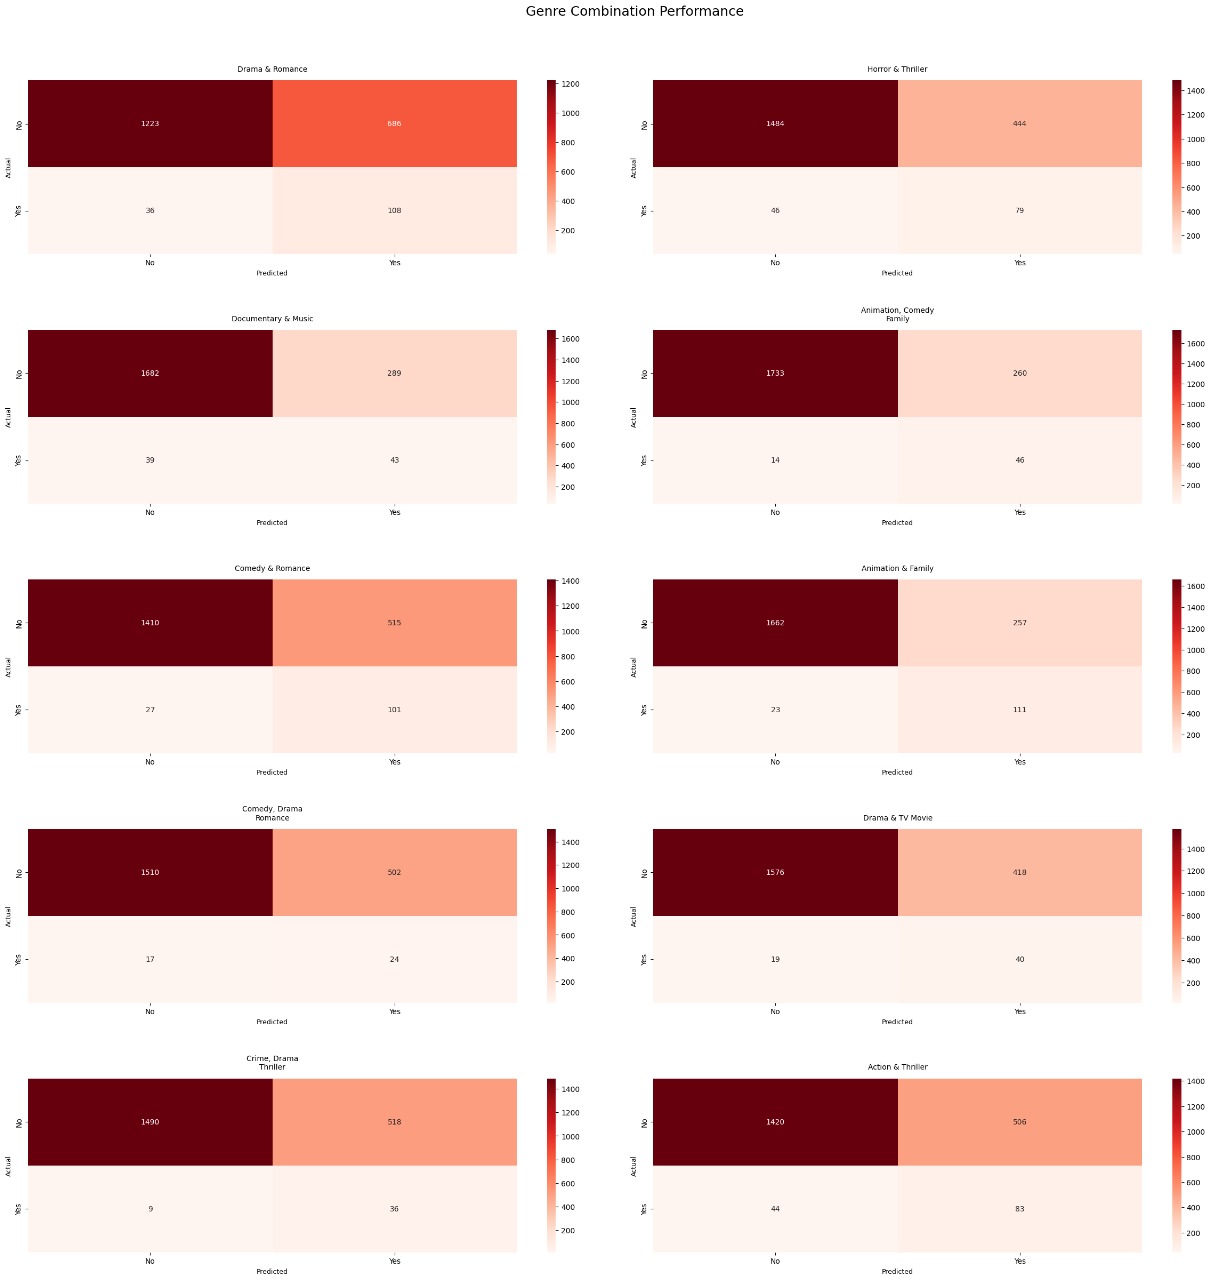 Genre Combination Performance
Drama & Romance
No
1223
686
Yes
36
108
Actual
No
Yes
Predicted
1200
1000
800
600
400
200
Horror & Thriller
No
1484
444
Yes
46
79
Actual
No
Yes
Predicted
1400
1200
1000
800
600
400
200
Documentary & Music
No
1682
289
Yes
39
43
Actual
No
Yes
Predicted
1600
1400
1200
1000
800
600
400
200
Animation, Comedy
Family
No
1733
260
Yes
14
46
Actual
No
Yes
Predicted
1600
1400
1200
1000
800
600
400
200
Comedy & Romance
No
1410
515
Yes
27
101
Actual
No
Yes
Predicted
1400
1200
1000
800
600
400
200
Animation & Family
No
1662
257
Yes
23
111
Actual
No
Yes
Predicted
1600
1400
1200
1000
800
600
400
200
Comedy, Drama
Romance
No
1510
502
Yes
17
24
Actual
No
Yes
Predicted
1400
1200
1000
800
600
400
200
Drama & TV Movie
No
1576
418
Yes
19
40
Actual
No
Yes
Predicted
1400
1200
1000
800
600
400
200
Crime, Drama
Thriller
No
1490
518
Yes
9
36
Actual
No
Yes
Predicted
1400
1200
1000
800
600
400
200
Action & Thriller
No
1420
506
Yes
44
83
Actual
No
Yes
Predicted
1400
1200
1000
800
600
400
200